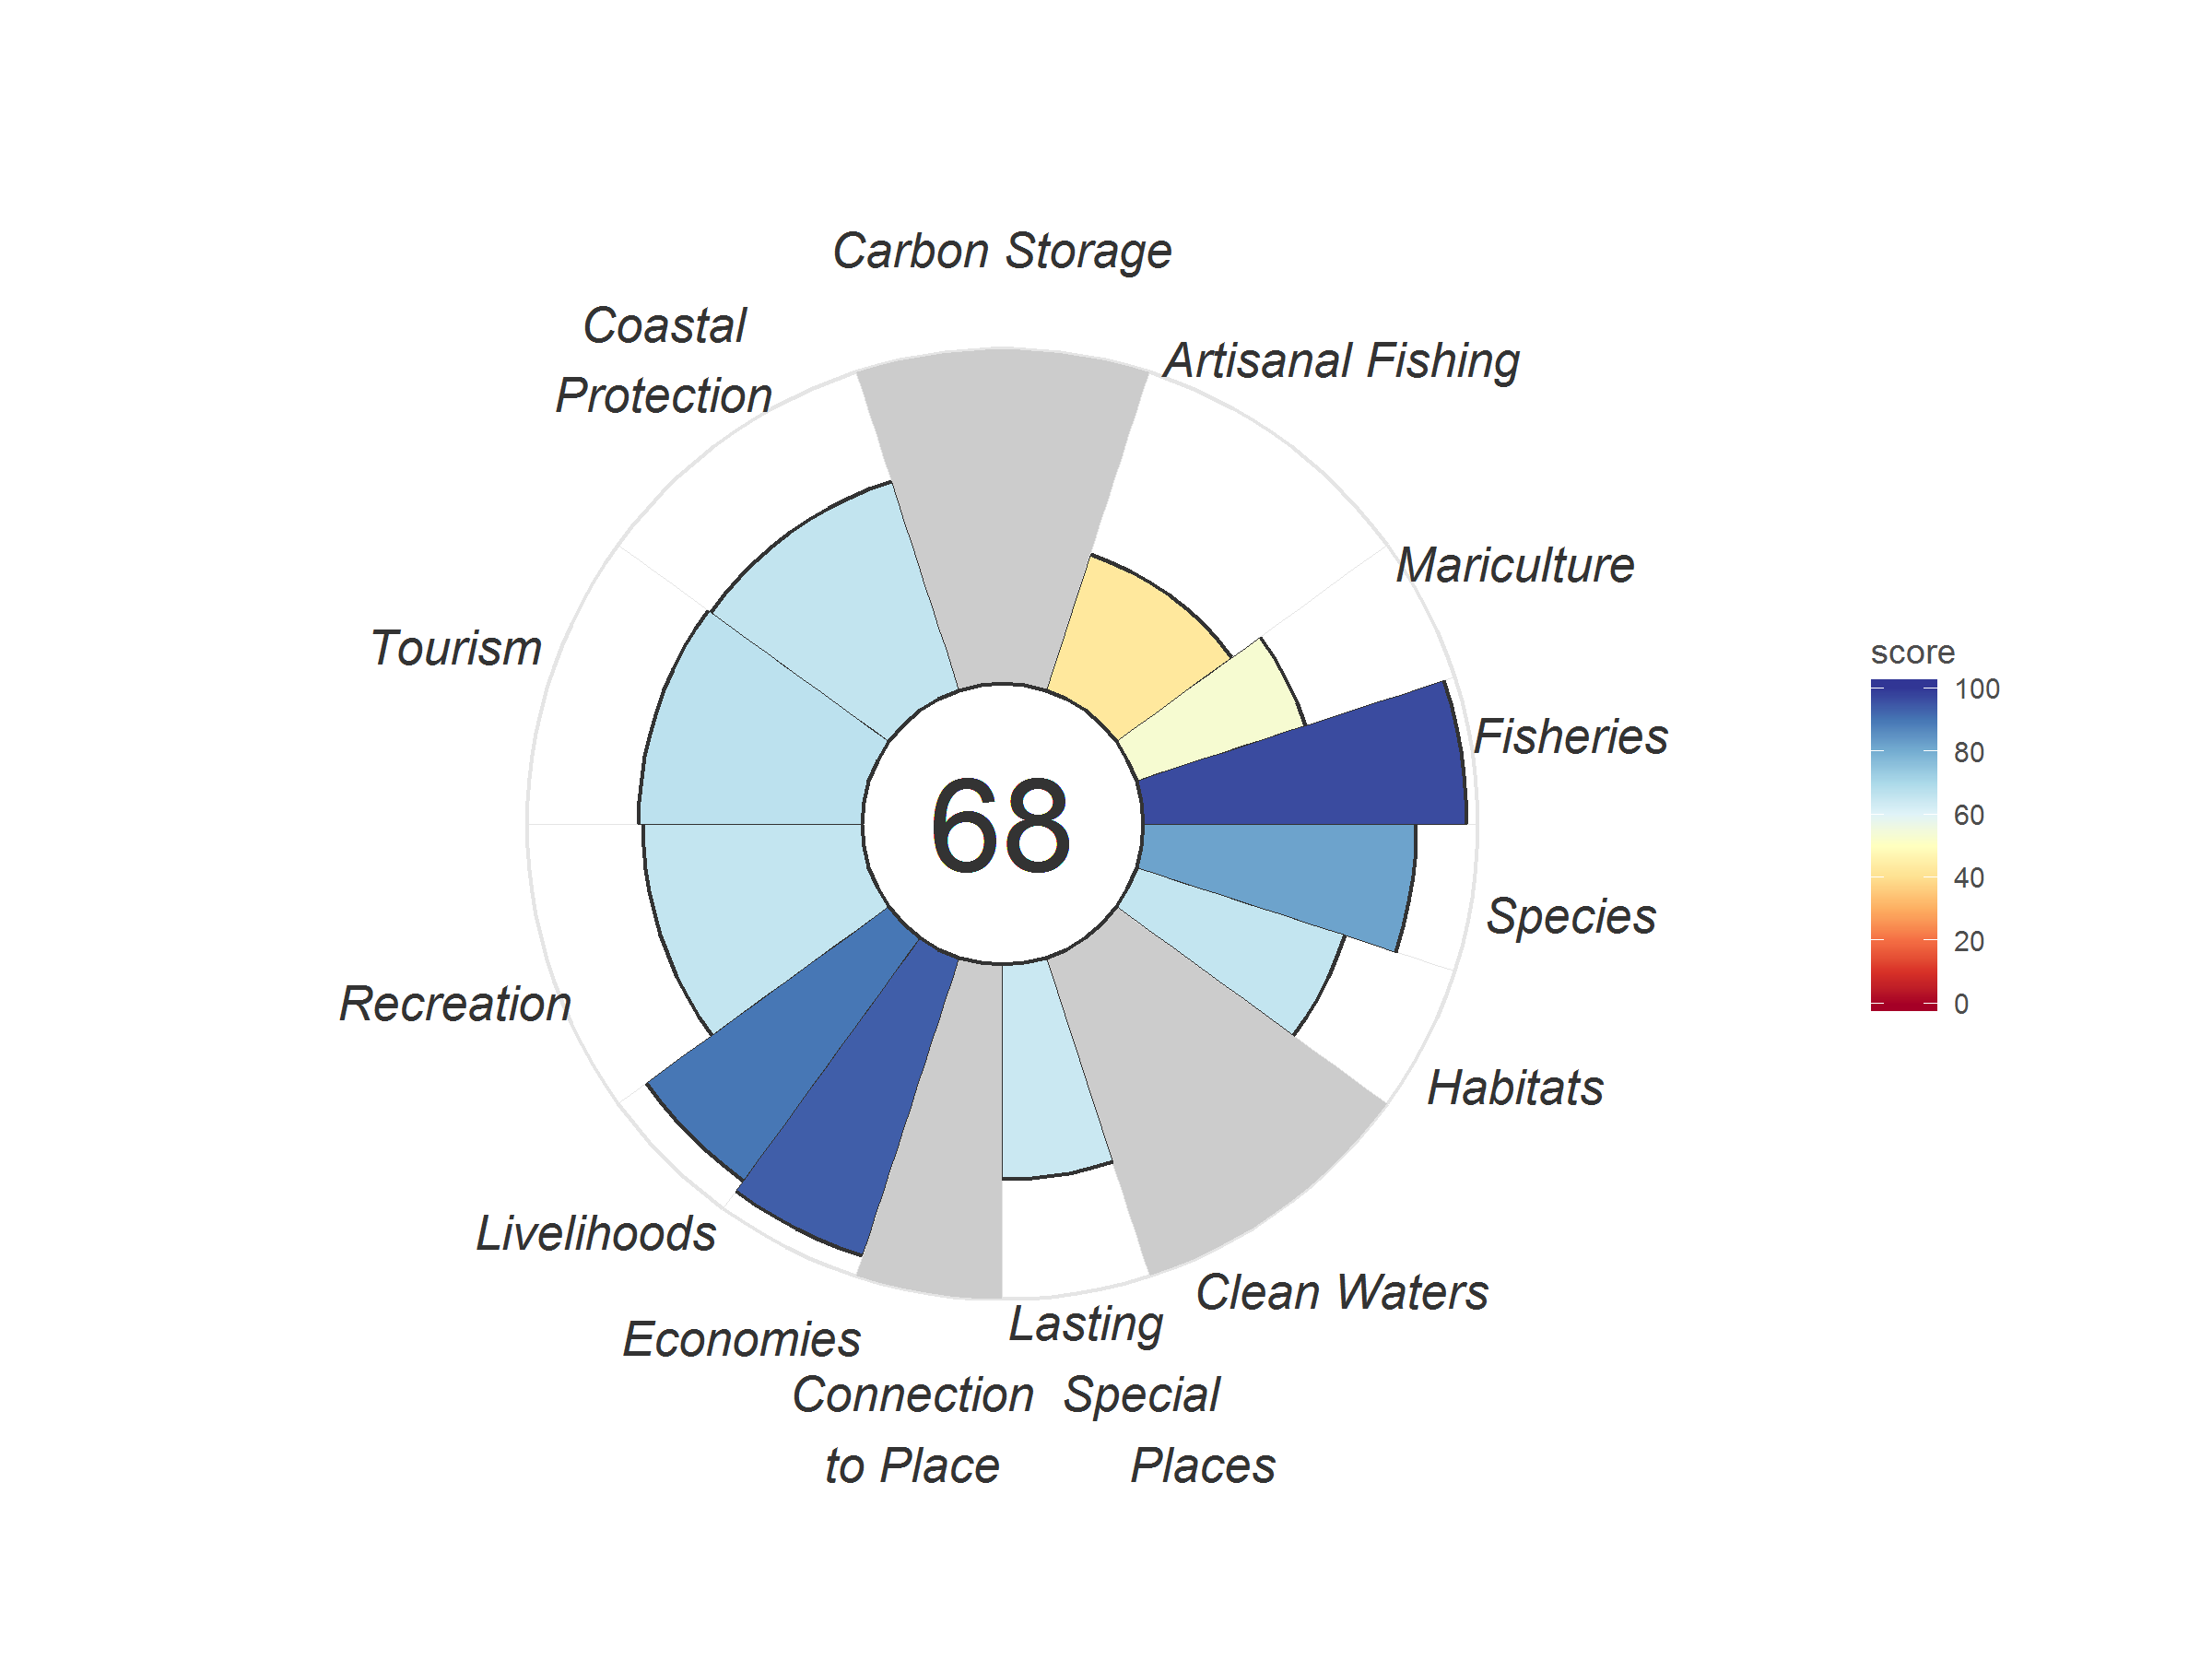 Carbon Storage
Coastal
Protection
Artisanal Fishing
Mariculture
Tourism
Fisheries
68
Species
Recreation
Habitats
Livelihoods
Clean Waters
Economies
Lasting
Special
Places
Connection
to Place
score
100
80
60
40
20
0